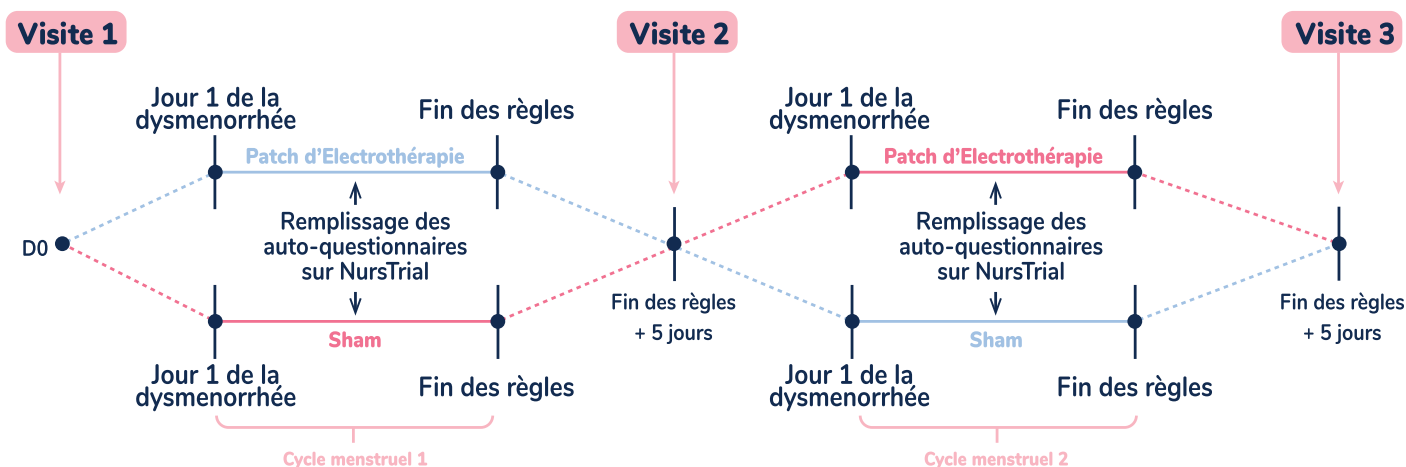 Visite 1
Visite 2
Visite 3
Jour 1 de la
dysmenorrhée
Fin des règles
Jour 1 de la
dysmenorrhée
Fin des règles
Patch d'Electrothérapie
Patch d'Electrothérapie
D0
Remplissage des
auto-questionnaires
sur NursTrial
Remplissage des
auto-questionnaires
sur NursTrial
Fin des règles
+ 5 jours
Fin des règles
+ 5 jours
Sham
Sham
Jour 1 de la
dysmenorrhée
Fin des règles
Jour 1 de la
dysmenorrhée
Fin des règles
Cycle menstruel 1
Cycle menstruel 2